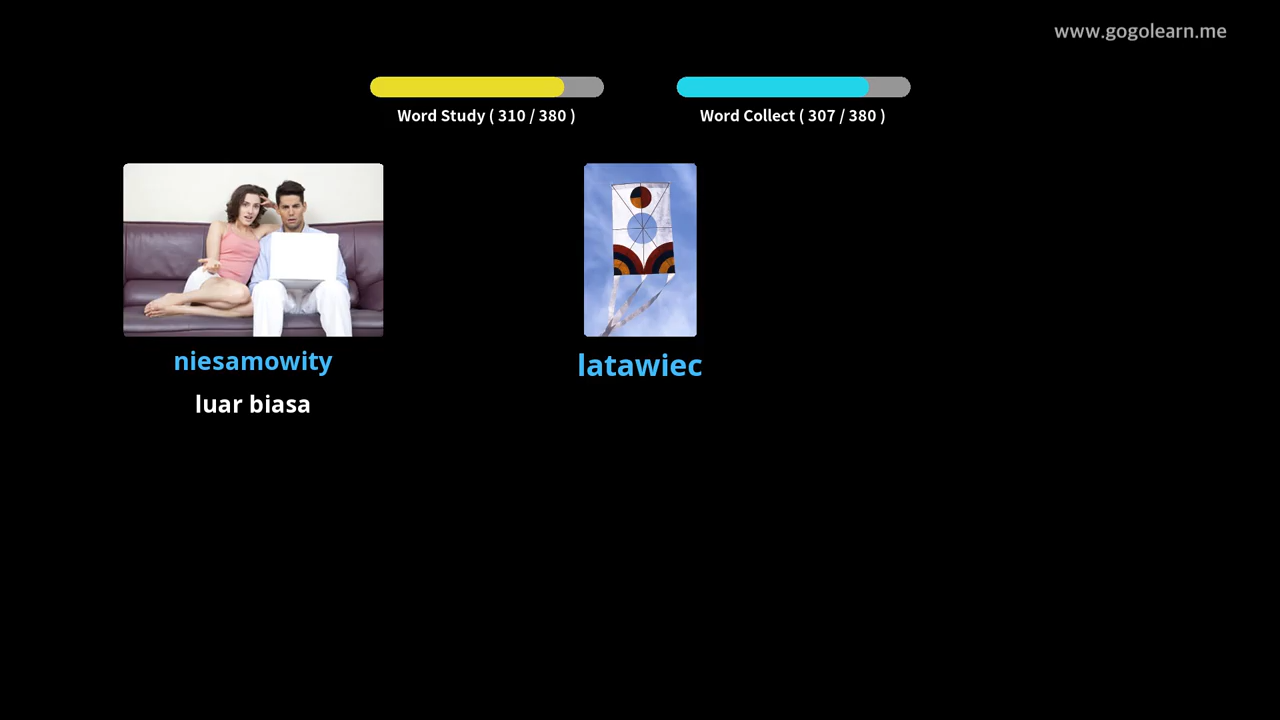 www.gogolearn.me
Word Study ( 310 / 380 )
Word Collect ( 307 / 380 )
niesamowity
luar biasa
latawiec